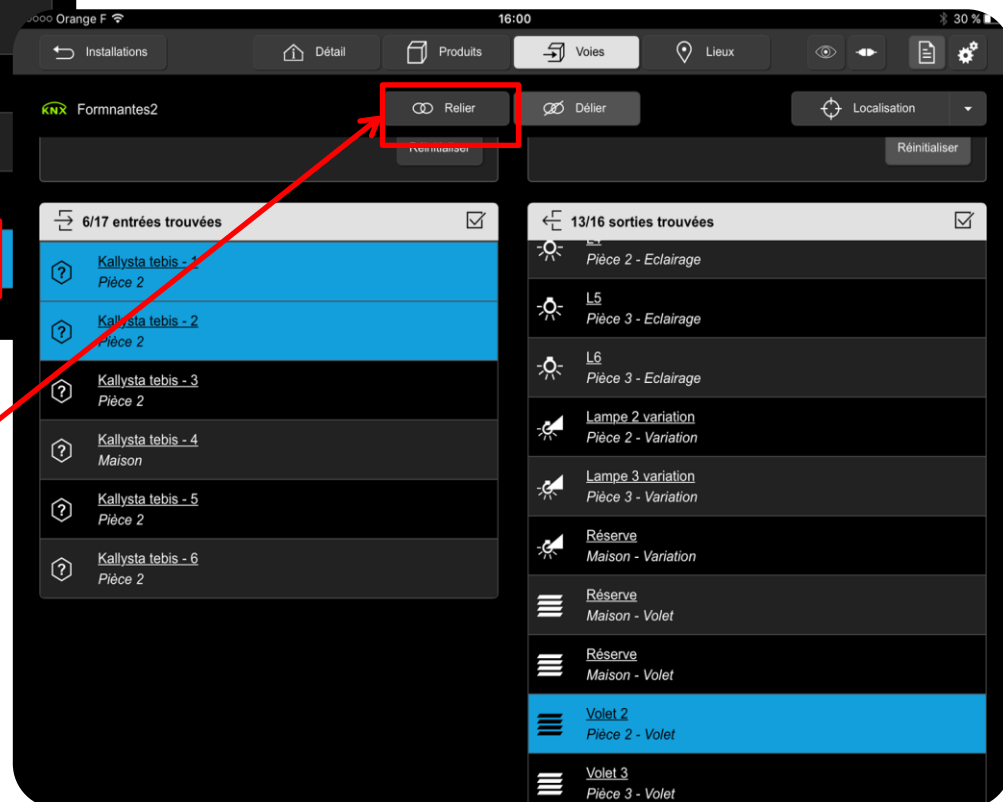 Orange F 16:00 30 %
Installations Détail Produits Voies Lieux
KNX Formnantes2 Relier Délier Localisation
Réinitialiser Réinitialiser
6/17 entrées trouvées
Kallysta tebis - 1
Pièce 2
Kallysta tebis - 2
Pièce 2
Kallysta tebis - 3
Pièce 2
Kallysta tebis - 4
Maison
Kallysta tebis - 5
Pièce 2
Kallysta tebis - 6
Pièce 2
13/16 sorties trouvées
L4
Pièce 2 - Eclairage
L5
Pièce 3 - Eclairage
L6
Pièce 3 - Eclairage
Lampe 2 variation
Pièce 2 - Variation
Lampe 3 variation
Pièce 3 - Variation
Réserve
Maison - Variation
Réserve
Maison - Volet
Réserve
Maison - Volet
Volet 2
Pièce 2 - Volet
Volet 3
Pièce 3 - Volet